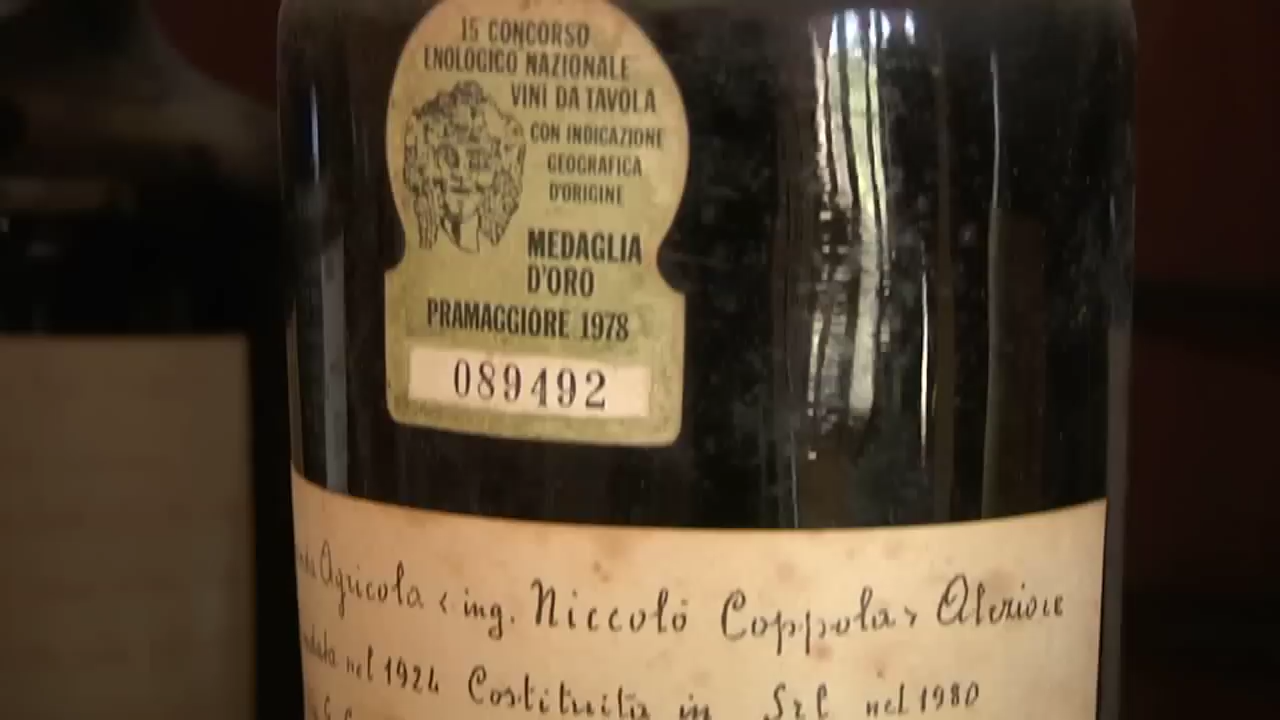 15 CONCORSO
ENOLOGICO NAZIONALE
VINI DA TAVOLA
CON INDICAZIONE
GEOGRAFICA
D'ORIGINE
MEDAGLIA
D'ORO
PRAMAGGIORE 1978
089492
Agricola < ing. Niccolò Coppola > Alezio
nel 1924 Costituita in SrL nel 1980